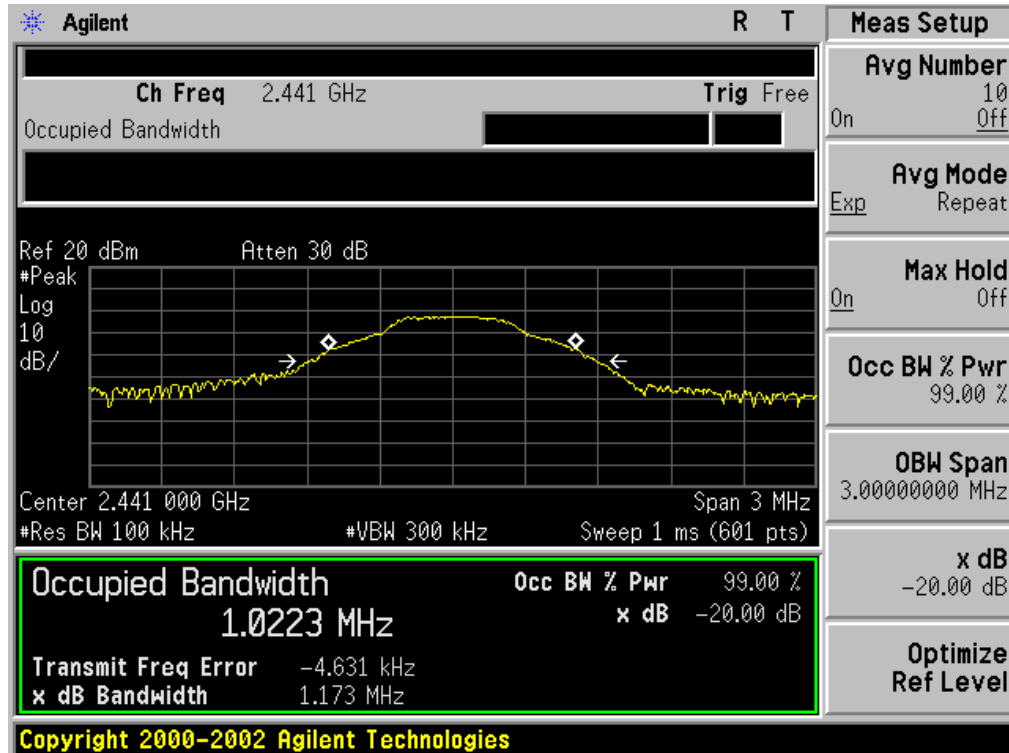 Agilent R T
Ch Freq 2.441 GHz Trig Free
Occupied Bandwidth
Ref 20 dBm Atten 30 dB
#Peak
Log
10
dB/
Center 2.441 000 GHz Span 3 MHz
#Res BW 100 kHz #VBW 300 kHz Sweep 1 ms (601 pts)
Occupied Bandwidth
1.0223 MHz
Occ BW % Pwr 99.00 %
x dB -20.00 dB
Transmit Freq Error -4.631 kHz
x dB Bandwidth 1.173 MHz
Copyright 2000-2002 Agilent Technologies
Meas Setup
Avg Number
10
On Off
Avg Mode
Exp Repeat
Max Hold
On Off
Occ BW % Pwr
99.00 %
OBW Span
3.00000000 MHz
x dB
-20.00 dB
Optimize
Ref Level